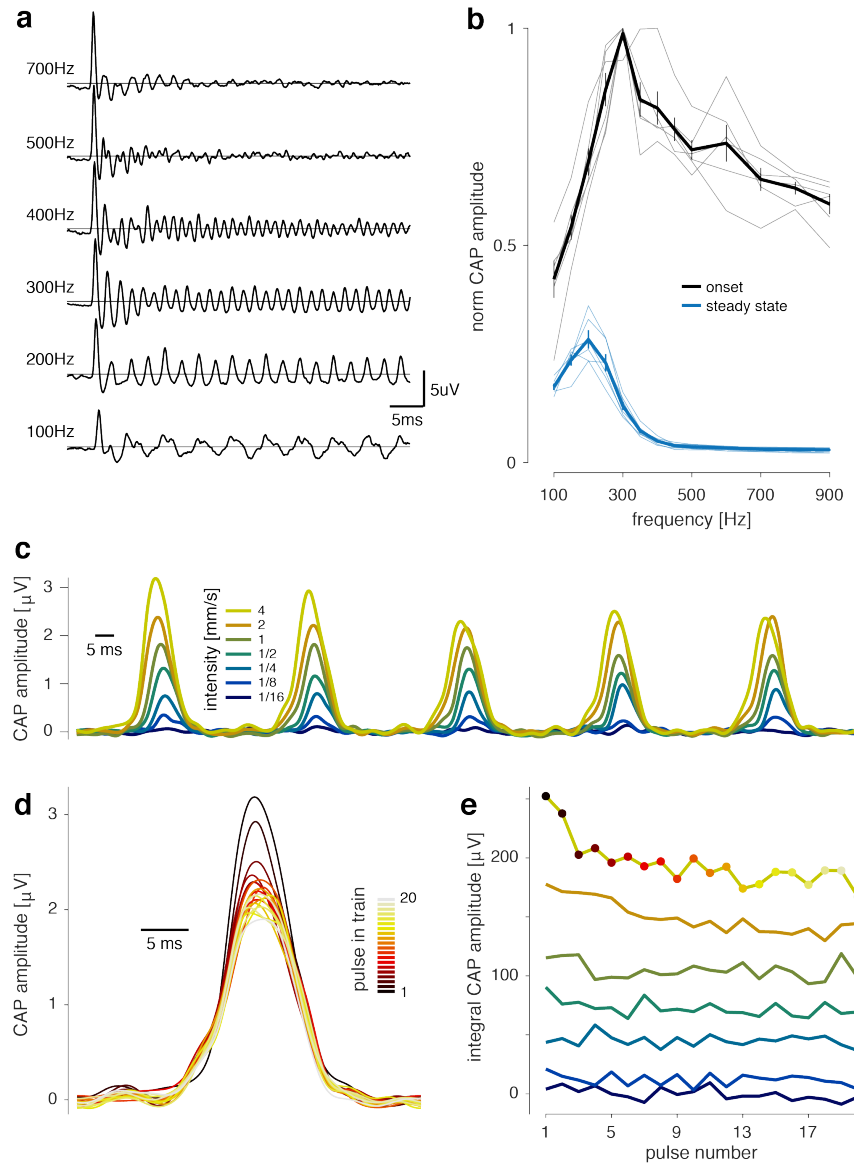 a
700Hz
500Hz
400Hz
300Hz
200Hz
100Hz
5uV
5ms
b
norm CAP amplitude
1
0.5
0
onset
steady state
100 300 500 700 900
frequency [Hz]
c
CAP amplitude [μV]
3
2
1
0
5 ms
intensity [mm/s]
4
2
1
1/2
1/4
1/8
1/16
d
CAP amplitude [μV]
3
2
1
0
5 ms
pulse in train
20
1
e
integral CAP amplitude [μV]
200
100
0
1 5 9 13 17
pulse number